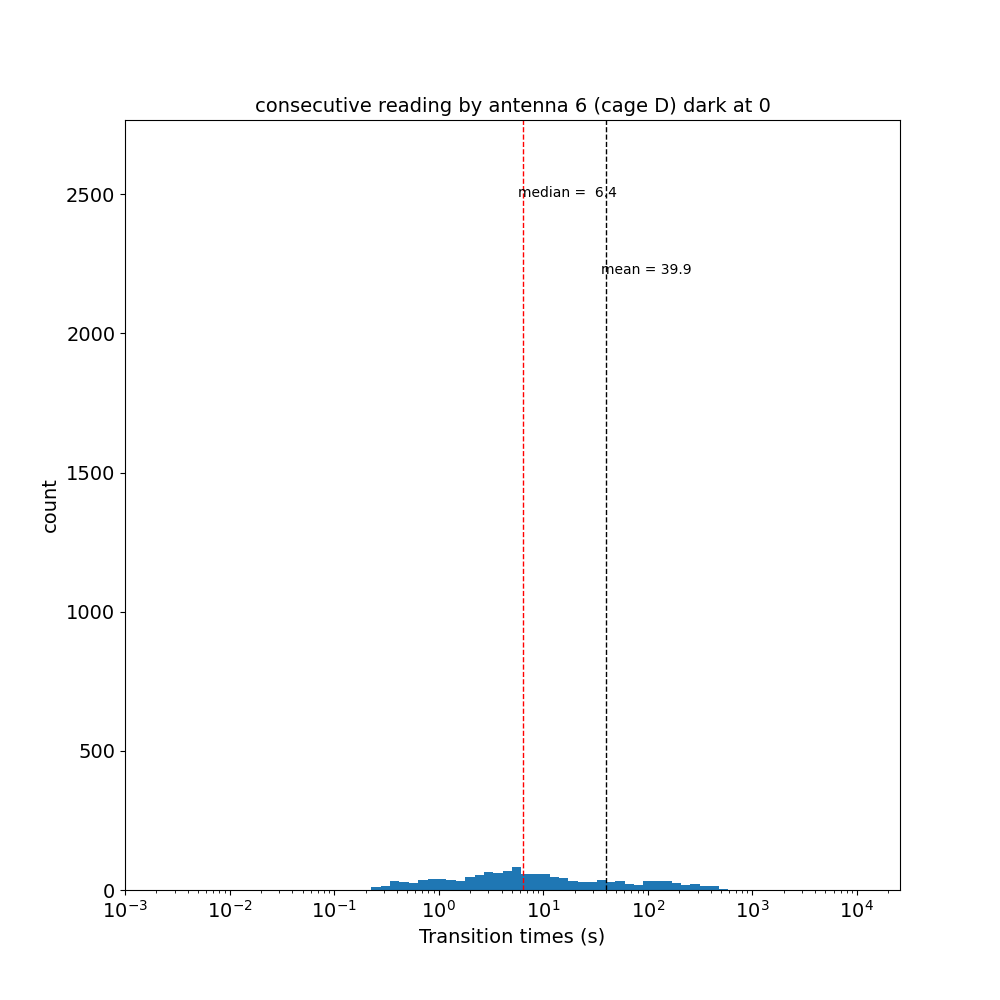 consecutive reading by antenna 6 (cage D) dark at 0
2500
median =  6.4
mean = 39.9
2000
1500
count
1000
500
0
10⁻³ 10⁻² 10⁻¹ 10⁰ 10¹ 10² 10³ 10⁴
Transition times (s)